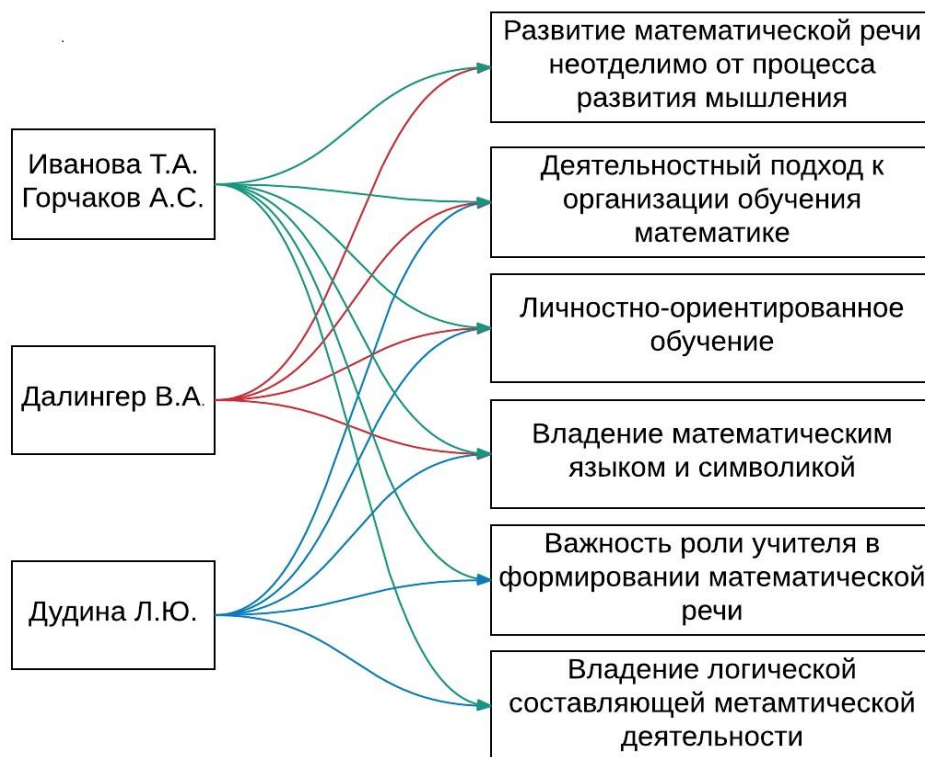 Развитие математической речи
неотделимо от процесса
развития мышления
Иванова Т.А.
Горчаков А.С.
Деятельностный подход к
организации обучения
математике
Личностно-ориентированное
обучение
Далингер В.А.
Владение математическим
языком и символикой
Важность роли учителя в
формировании математической
речи
Дудина Л.Ю.
Владение логической
составляющей метамтической
деятельности